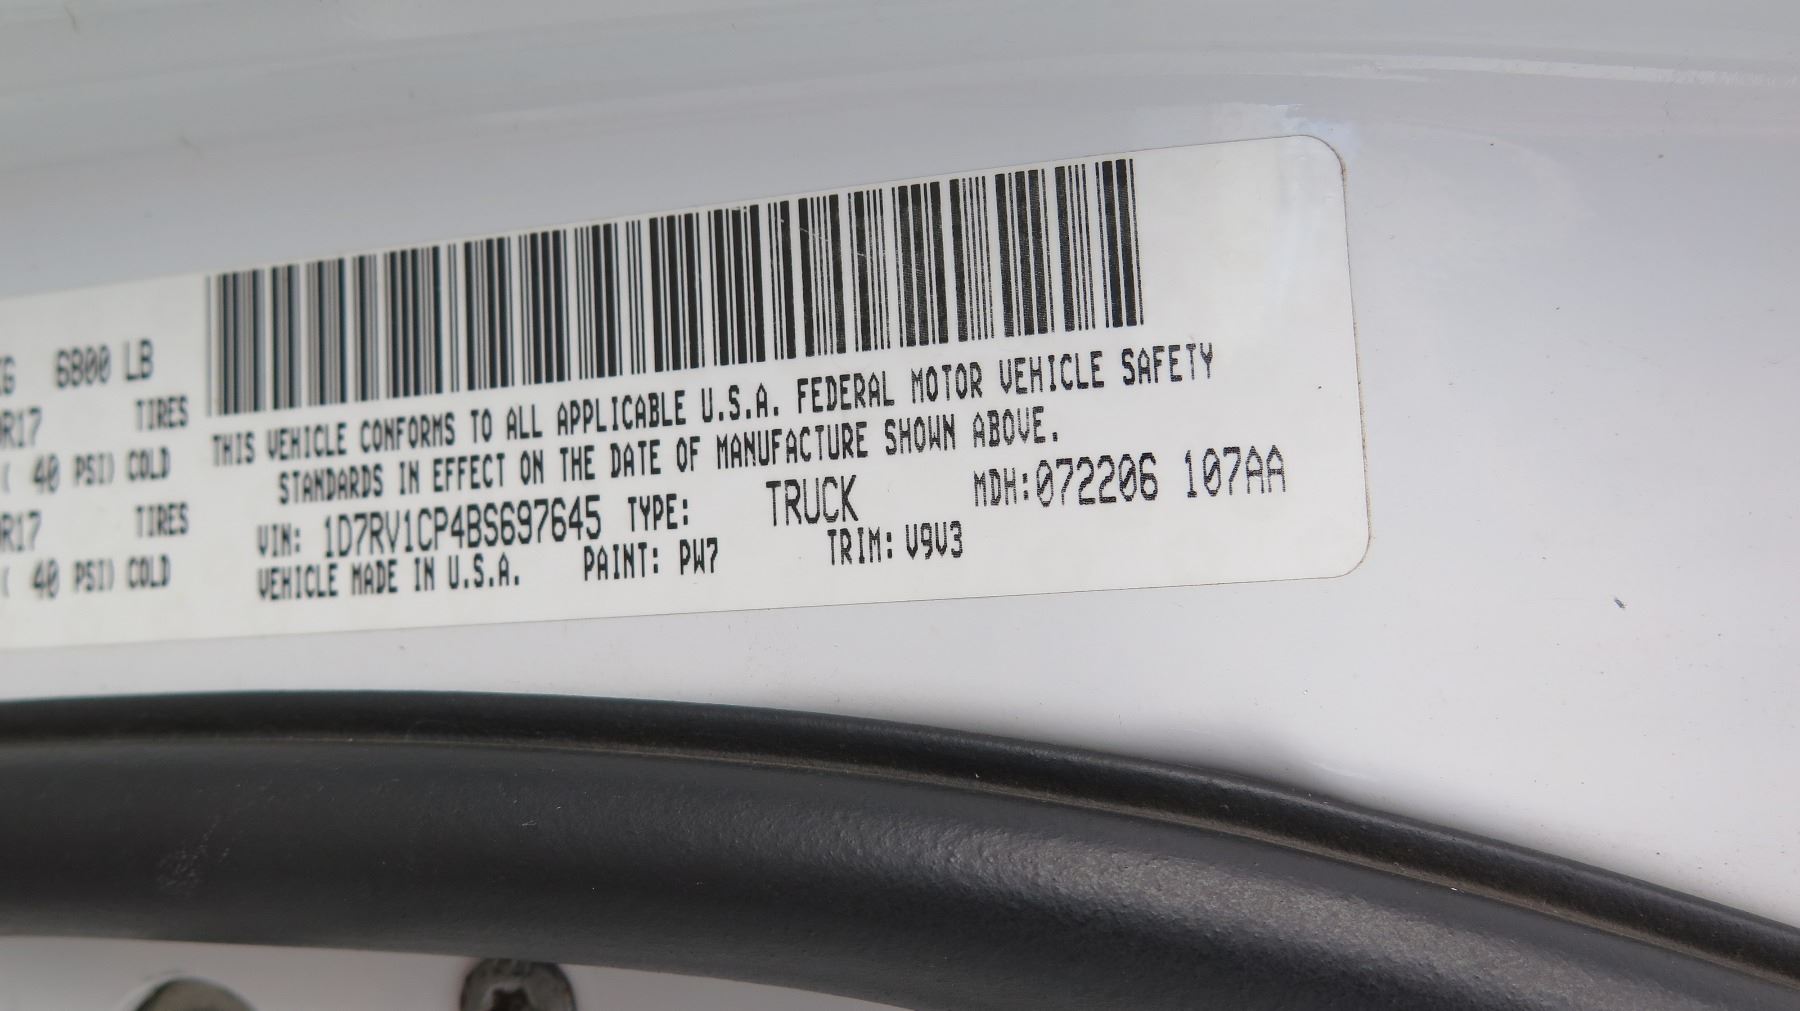 6800 LB
R17 TIRES
( 40 PSI) COLD
R17 TIRES
( 40 PSI) COLD
THIS VEHICLE CONFORMS TO ALL APPLICABLE U.S.A. FEDERAL MOTOR VEHICLE SAFETY
STANDARDS IN EFFECT ON THE DATE OF MANUFACTURE SHOWN ABOVE.
VIN: 1D7RV1CP4BS697645 TYPE: TRUCK MDH:072206 107AA
VEHICLE MADE IN U.S.A. PAINT: PW7 TRIM: V9V3